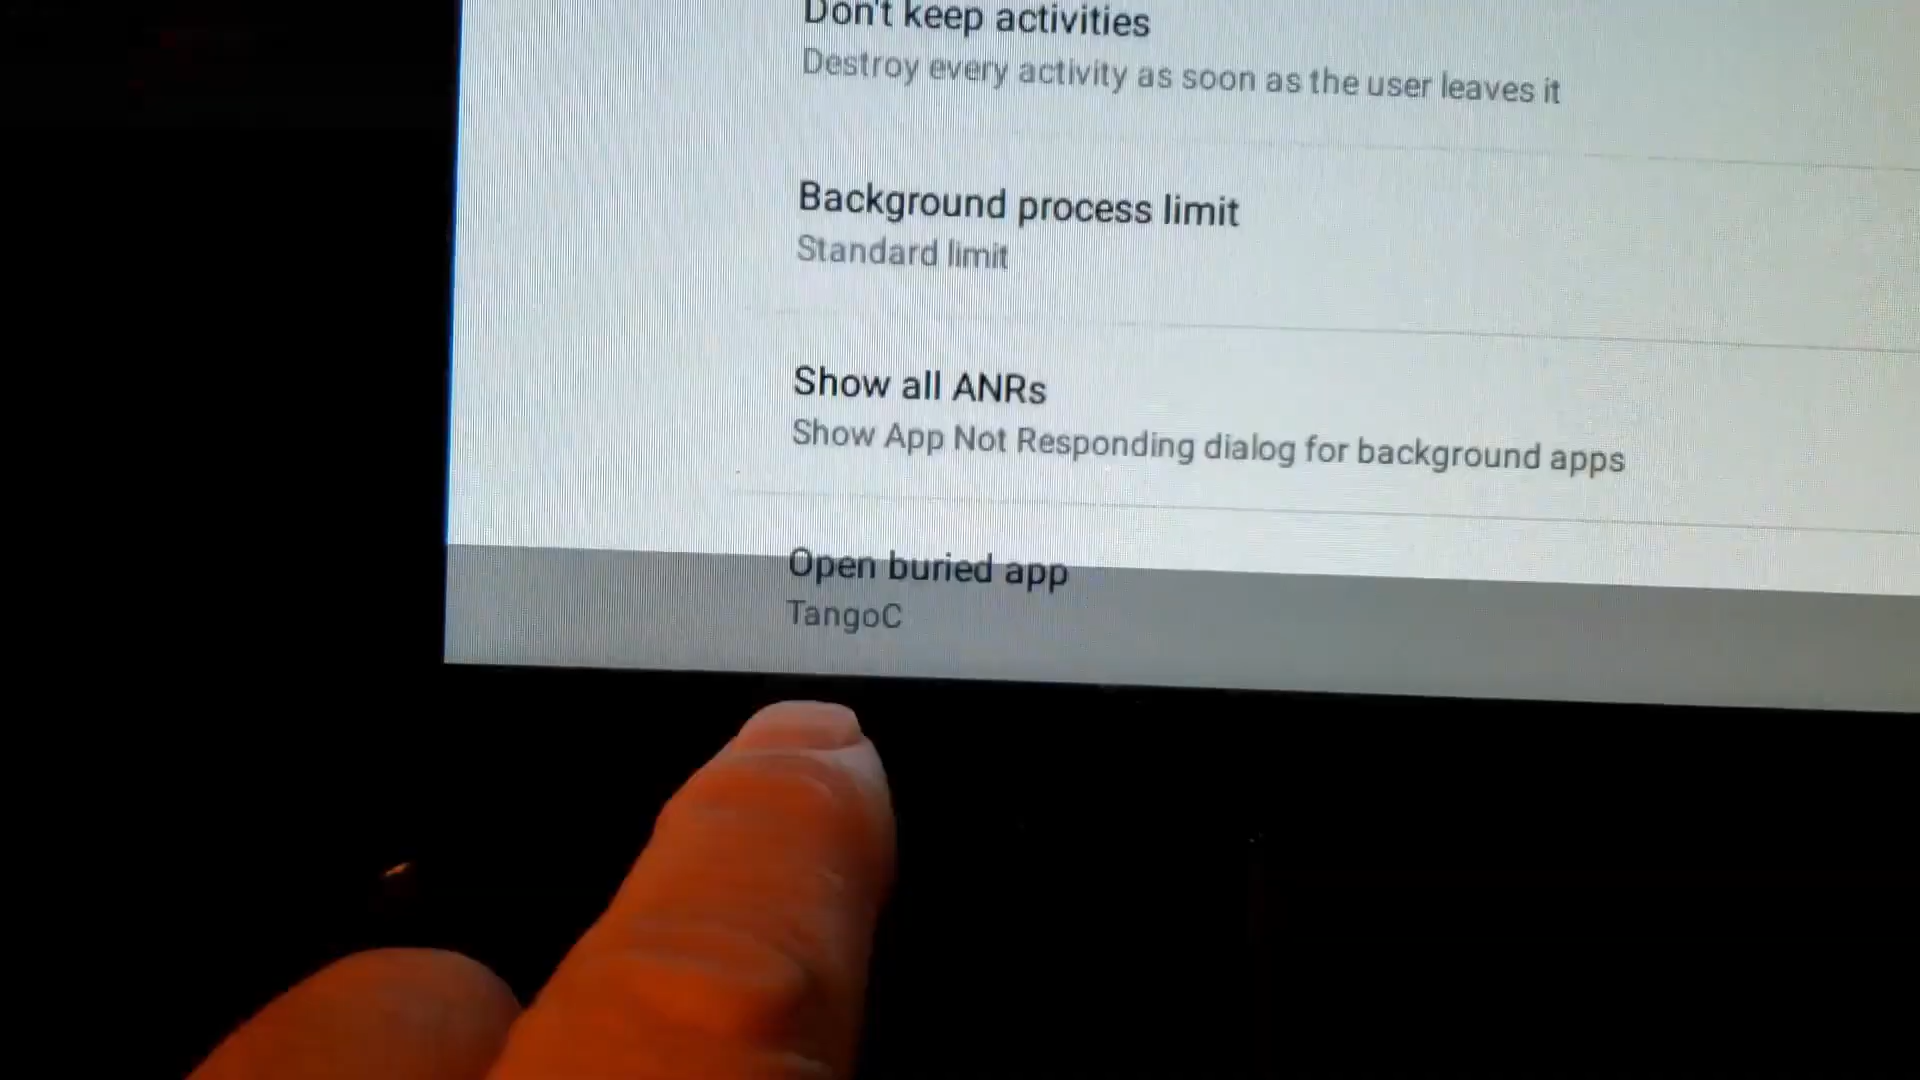 Don't keep activities
Destroy every activity as soon as the user leaves it
Background process limit
Standard limit
Show all ANRs
Show App Not Responding dialog for background apps
Open buried app
TangoC